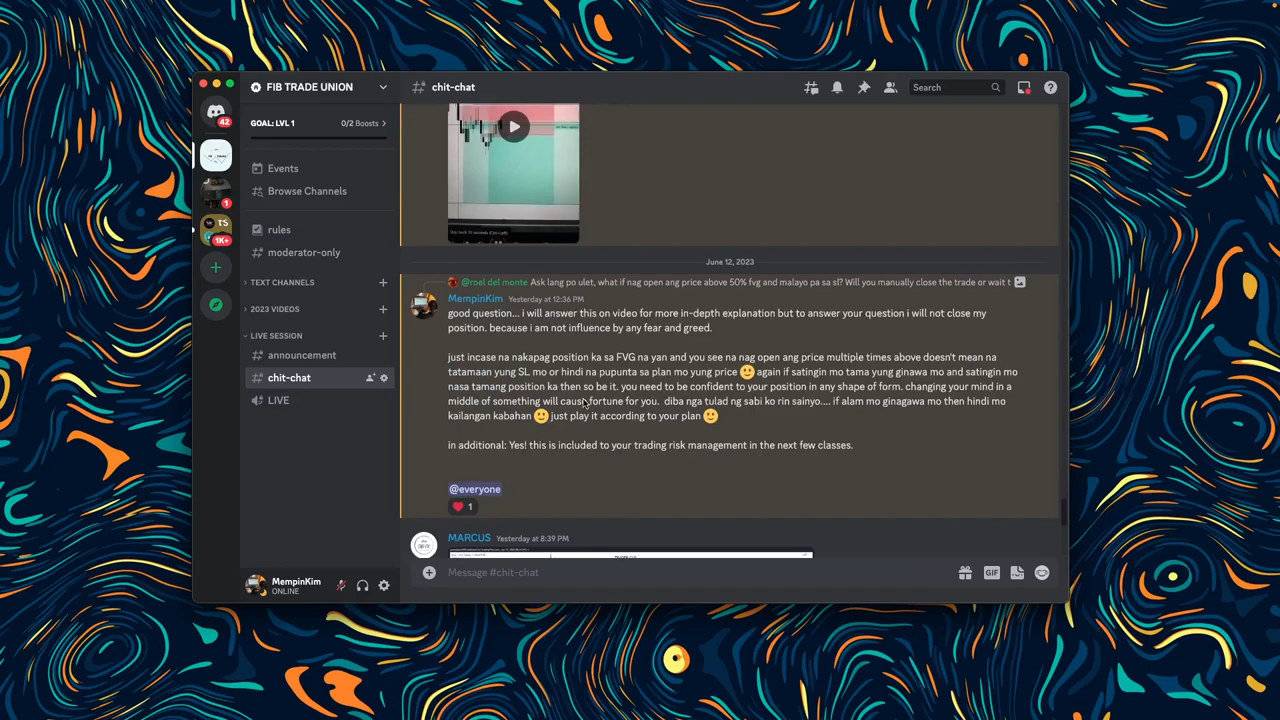 FIB TRADE UNION
chit-chat
Search
42
GOAL: LVL 1
0/2 Boosts
Events
Browse Channels
1
TS
1K+
rules
moderator-only
TEXT CHANNELS
2023 VIDEOS
LIVE SESSION
announcement
chit-chat
LIVE
June 12, 2023
@roel del monte Ask lang po ulet, what if nag open ang price above 50% fvg and malayo pa sa sl? Will you manually close the trade or wait t
MempinKim Yesterday at 12:36 PM
good question... i will answer this on video for more in-depth explanation but to answer your question i will not close my
position. because i am not influence by any fear and greed.
just incase na nakapag position ka sa FVG na yan and you see na nag open ang price multiple times above doesn't mean na
tatamaan yung SL mo or hindi na pupunta sa plan mo yung price 🙂 again if satingin mo tama yung ginawa mo and satingin mo
nasa tamang position ka then so be it. you need to be confident to your position in any shape of form. changing your mind in a
middle of something will cause fortune for you. diba nga tulad ng sabi ko rin sainyo.... if alam mo ginagawa mo then hindi mo
kailangan kabahan 🙂 just play it according to your plan 🙂
in additional: Yes! this is included to your trading risk management in the next few classes.
@everyone
1
MARCUS Yesterday at 8:39 PM
Message #chit-chat
GIF
MempinKim
ONLINE